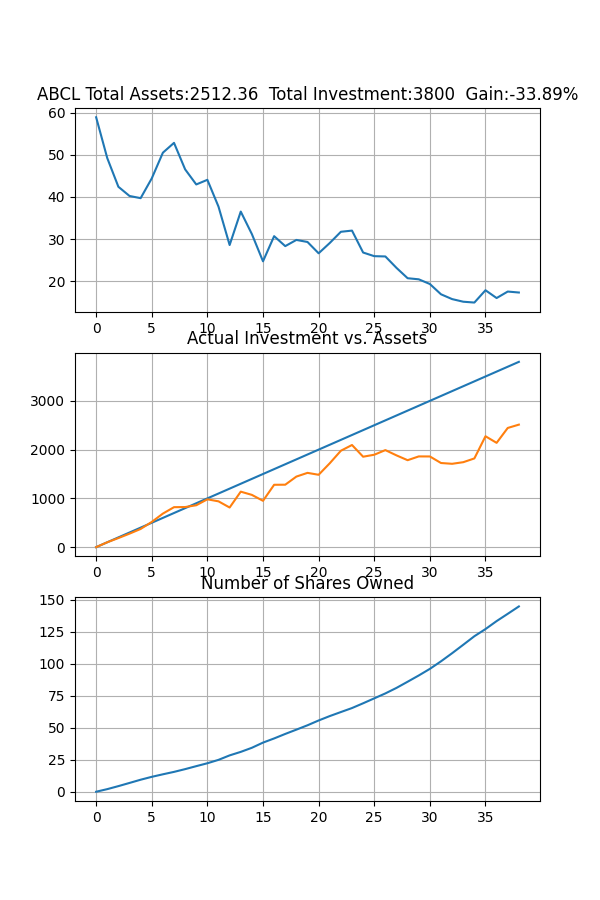 ABCL Total Assets:2512.36  Total Investment:3800  Gain:-33.89%
60
50
40
30
20
0 5 10 15 20 25 30 35
Actual Investment vs. Assets
3000
2000
1000
0
0 5 10 15 20 25 30 35
Number of Shares Owned
150
125
100
75
50
25
0
0 5 10 15 20 25 30 35